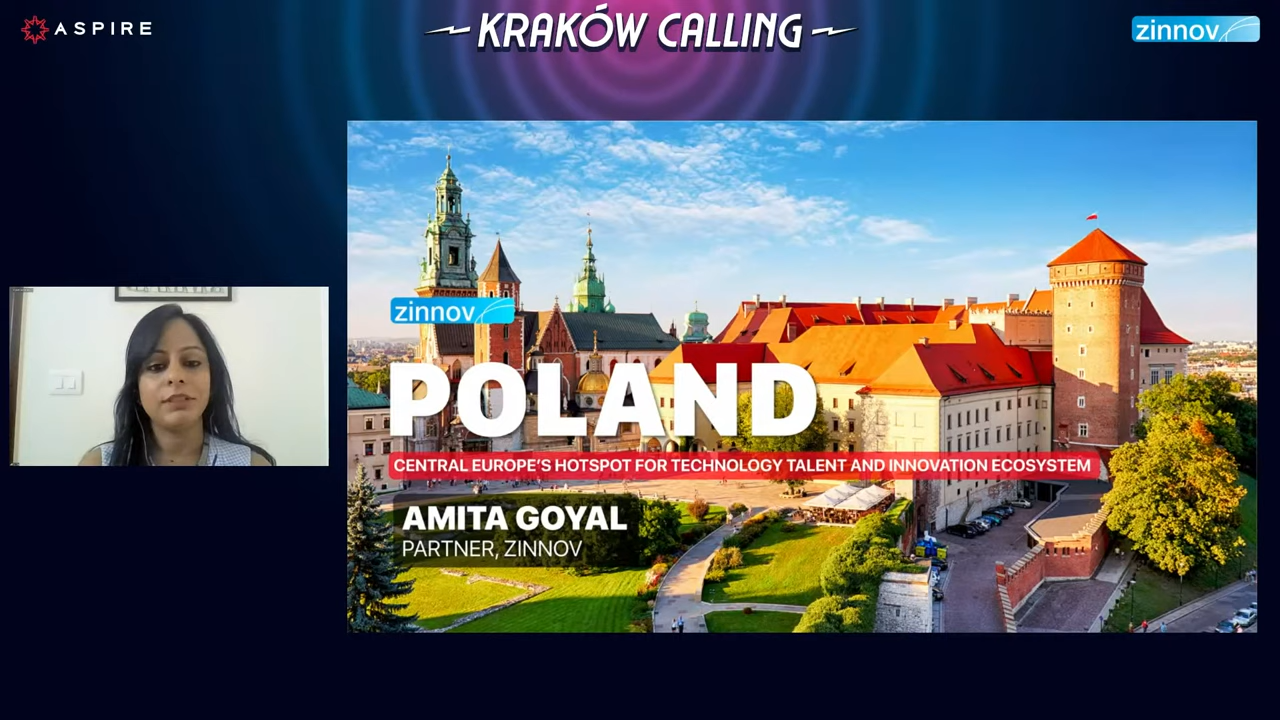 ASPIRE
KRAKÓW CALLING
zinnov
zinnov
POLAND
CENTRAL EUROPE'S HOTSPOT FOR TECHNOLOGY TALENT AND INNOVATION ECOSYSTEM
AMITA GOYAL
PARTNER, ZINNOV